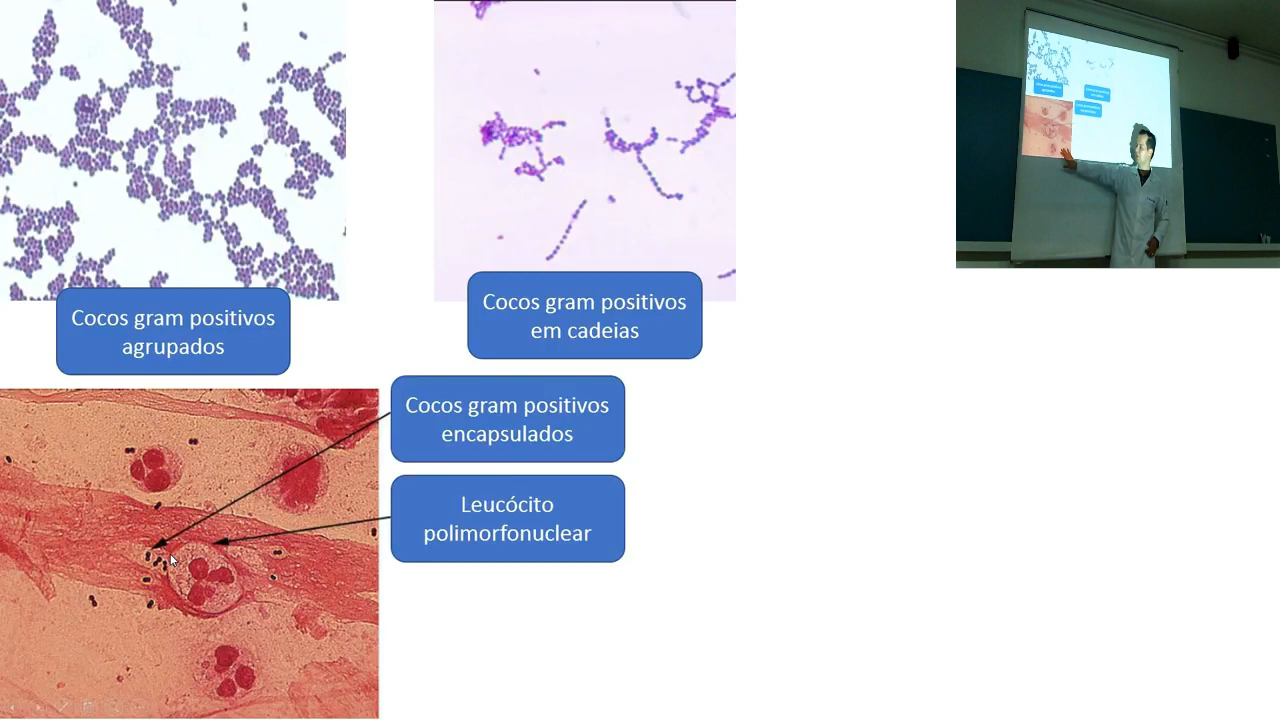 Cocos gram positivos
agrupados
Cocos gram positivos
em cadeias
Cocos gram positivos
encapsulados
Leucócito
polimorfonuclear